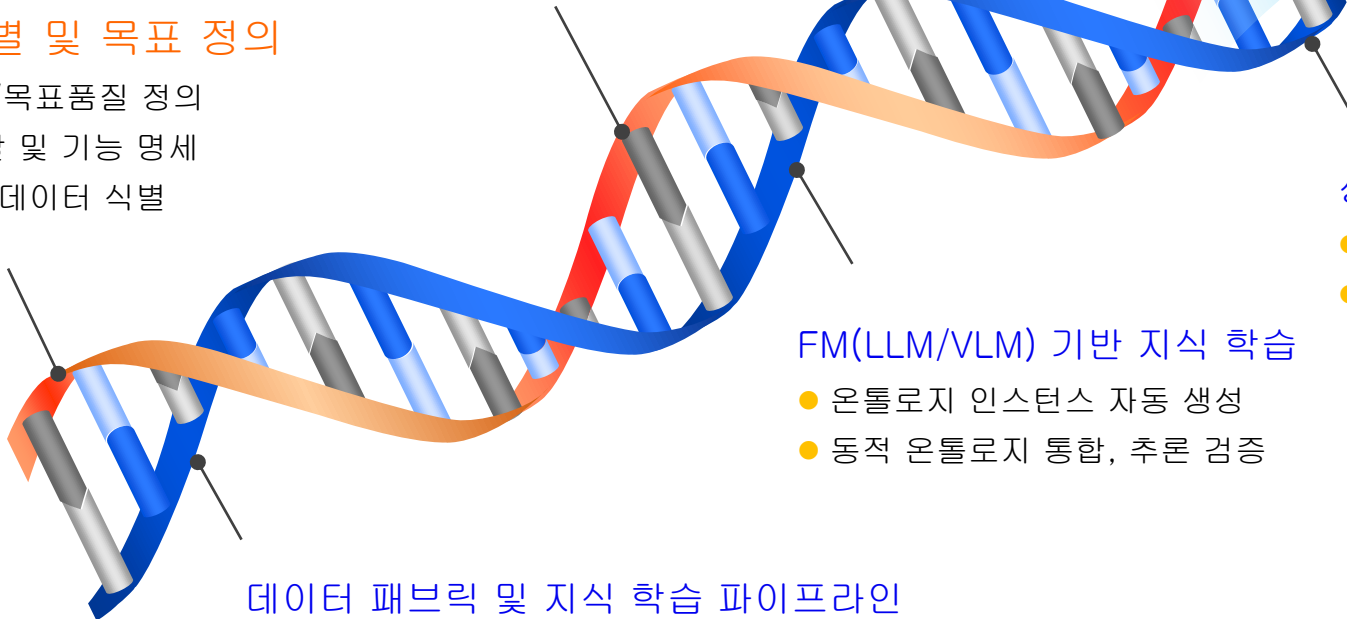 별 및 목표 정의
목표품질 정의
및 기능 명세
데이터 식별
FM(LLM/VLM) 기반 지식 학습
온톨로지 인스턴스 자동 생성
동적 온톨로지 통합, 추론 검증
데이터 패브릭 및 지식 학습 파이프라인